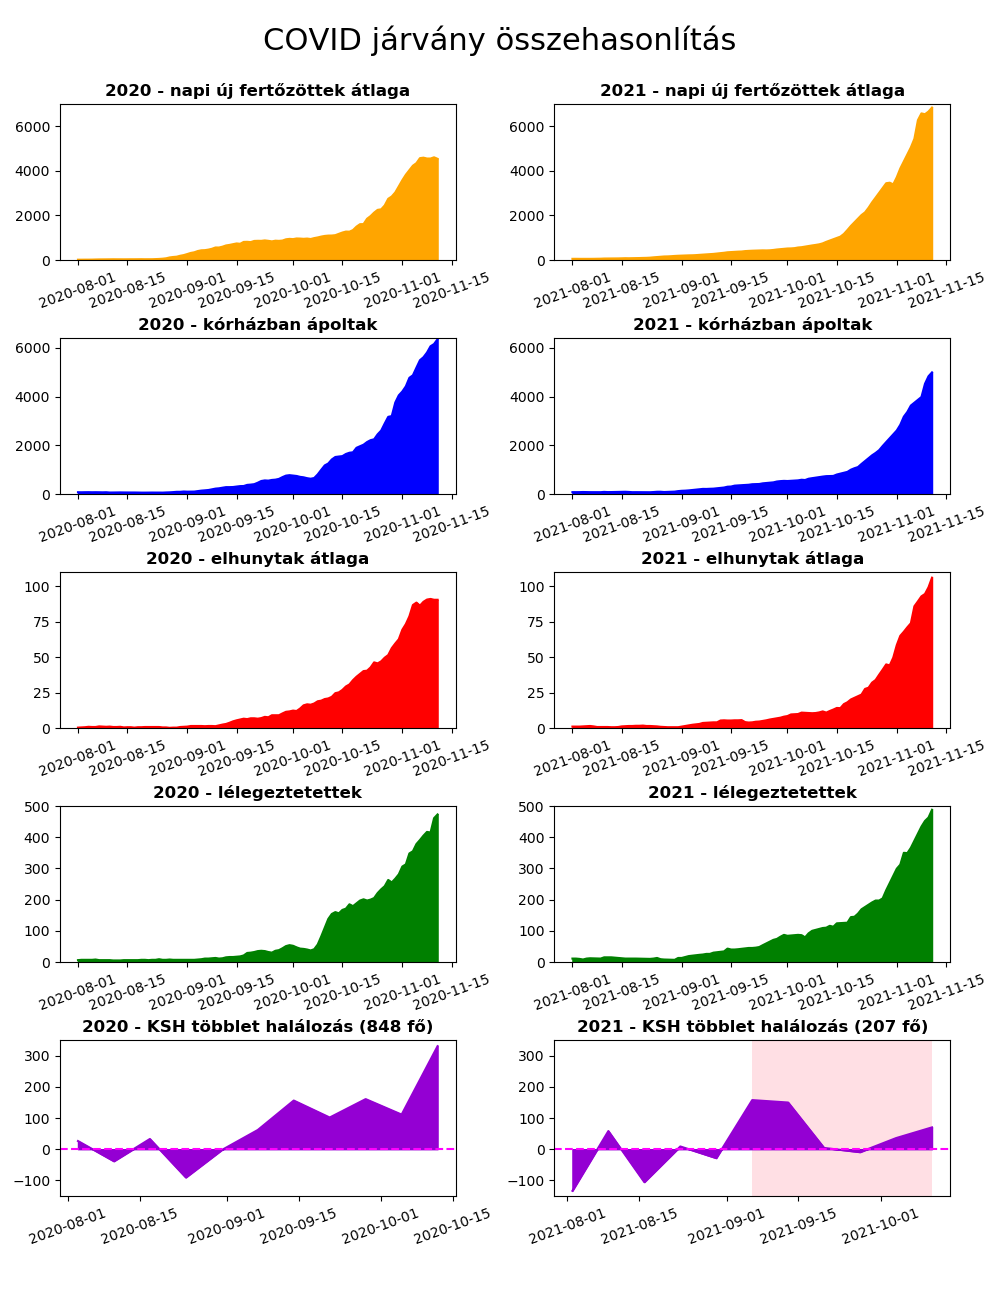 COVID járvány összehasonlítás
2020 - napi új fertőzöttek átlaga
6000
4000
2000
0
2020-08-01 2020-08-15 2020-09-01 2020-09-15 2020-10-01 2020-10-15 2020-11-01 2020-11-15
2021 - napi új fertőzöttek átlaga
6000
4000
2000
0
2021-08-01 2021-08-15 2021-09-01 2021-09-15 2021-10-01 2021-10-15 2021-11-01 2021-11-15
2020 - kórházban ápoltak
6000
4000
2000
0
2020-08-01 2020-08-15 2020-09-01 2020-09-15 2020-10-01 2020-10-15 2020-11-01 2020-11-15
2021 - kórházban ápoltak
6000
4000
2000
0
2021-08-01 2021-08-15 2021-09-01 2021-09-15 2021-10-01 2021-10-15 2021-11-01 2021-11-15
2020 - elhunytak átlaga
100
75
50
25
0
2020-08-01 2020-08-15 2020-09-01 2020-09-15 2020-10-01 2020-10-15 2020-11-01 2020-11-15
2021 - elhunytak átlaga
100
75
50
25
0
2021-08-01 2021-08-15 2021-09-01 2021-09-15 2021-10-01 2021-10-15 2021-11-01 2021-11-15
2020 - lélegeztetettek
500
400
300
200
100
0
2020-08-01 2020-08-15 2020-09-01 2020-09-15 2020-10-01 2020-10-15 2020-11-01 2020-11-15
2021 - lélegeztetettek
500
400
300
200
100
0
2021-08-01 2021-08-15 2021-09-01 2021-09-15 2021-10-01 2021-10-15 2021-11-01 2021-11-15
2020 - KSH többlet halálozás (848 fő)
300
200
100
0
−100
2020-08-01 2020-08-15 2020-09-01 2020-09-15 2020-10-01 2020-10-15
2021 - KSH többlet halálozás (207 fő)
300
200
100
0
−100
2021-08-01 2021-08-15 2021-09-01 2021-09-15 2021-10-01